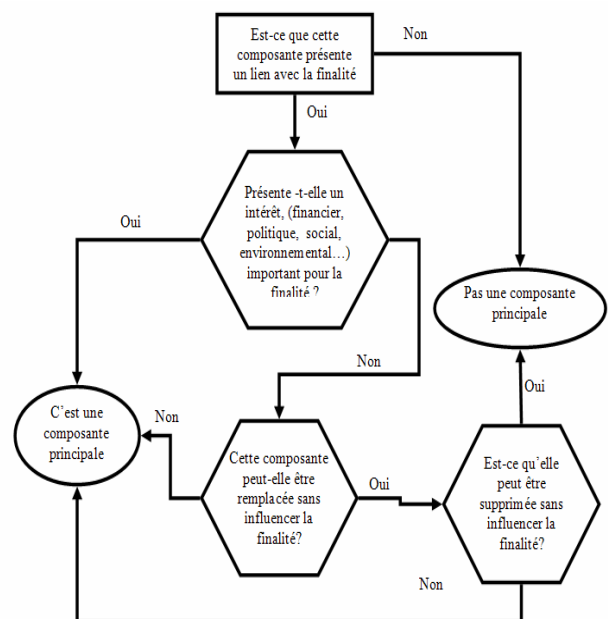 Est-ce que cette
composante présente
un lien avec la finalité
Non
Oui
Présente -t-elle un
intérêt, (financier,
politique, social,
environnemental…)
important pour la
finalité ?
Oui
Non
Pas une composante
principale
Oui
C’est une
composante
principale
Non
Cette composante
peut-elle être
remplacée sans
influencer la
finalité?
Oui
Est-ce qu’elle
peut être
supprimée sans
influencer la
finalité?
Non